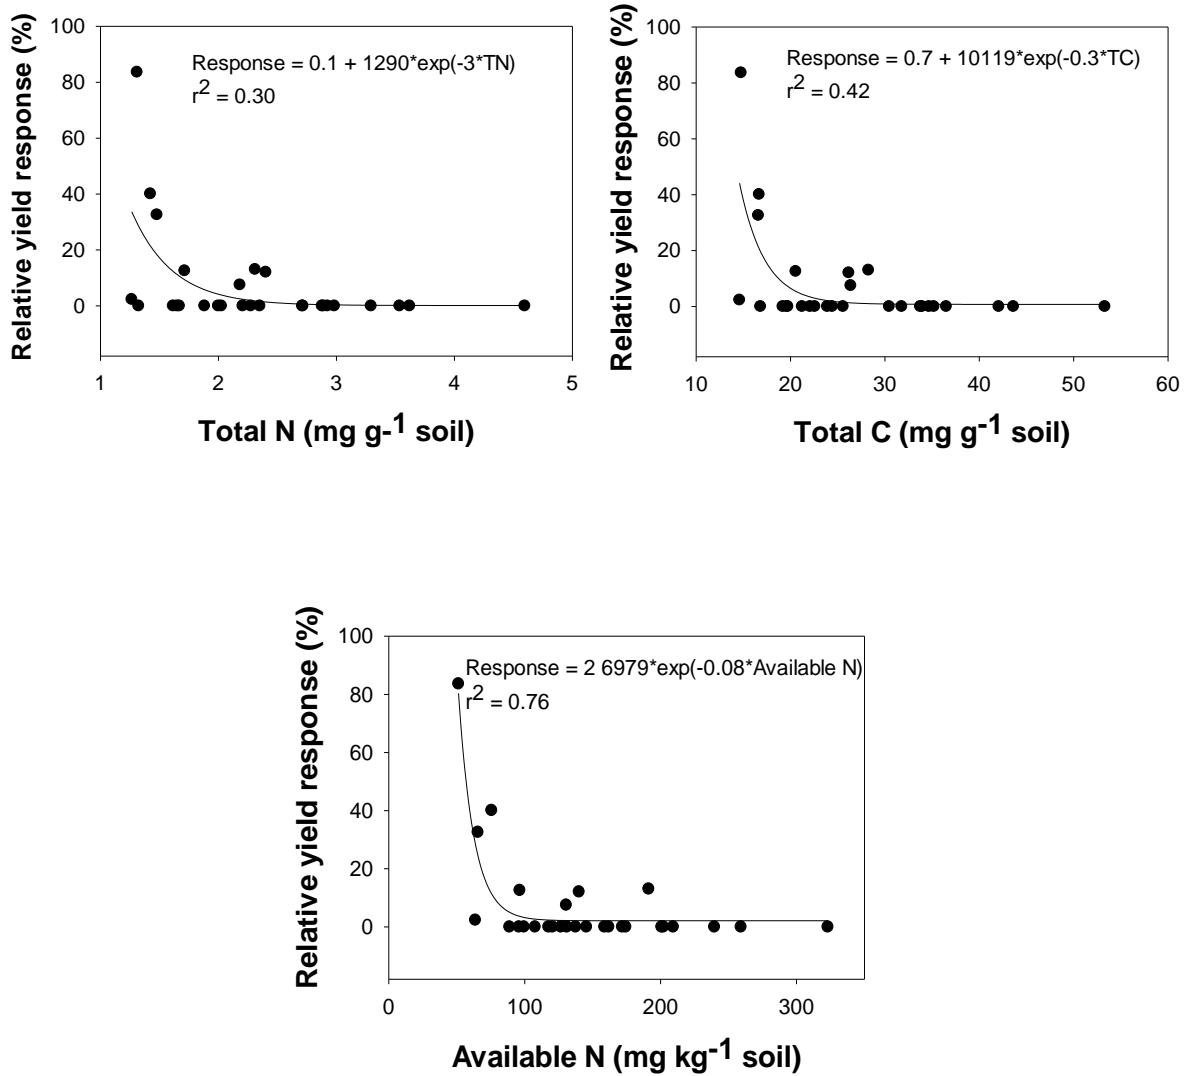 Relative yield response (%)
100
80
60
40
20
0
Response = 0.1 + 1290*exp(-3*TN)
r2 = 0.30
1 2 3 4 5
Total N (mg g-1 soil)
Relative yield response (%)
100
80
60
40
20
0
Response = 0.7 + 10119*exp(-0.3*TC)
r2 = 0.42
10 20 30 40 50 60
Total C (mg g-1 soil)
Relative yield response (%)
100
80
60
40
20
0
Response = 2 6979*exp(-0.08*Available N)
r2 = 0.76
0 100 200 300
Available N (mg kg-1 soil)